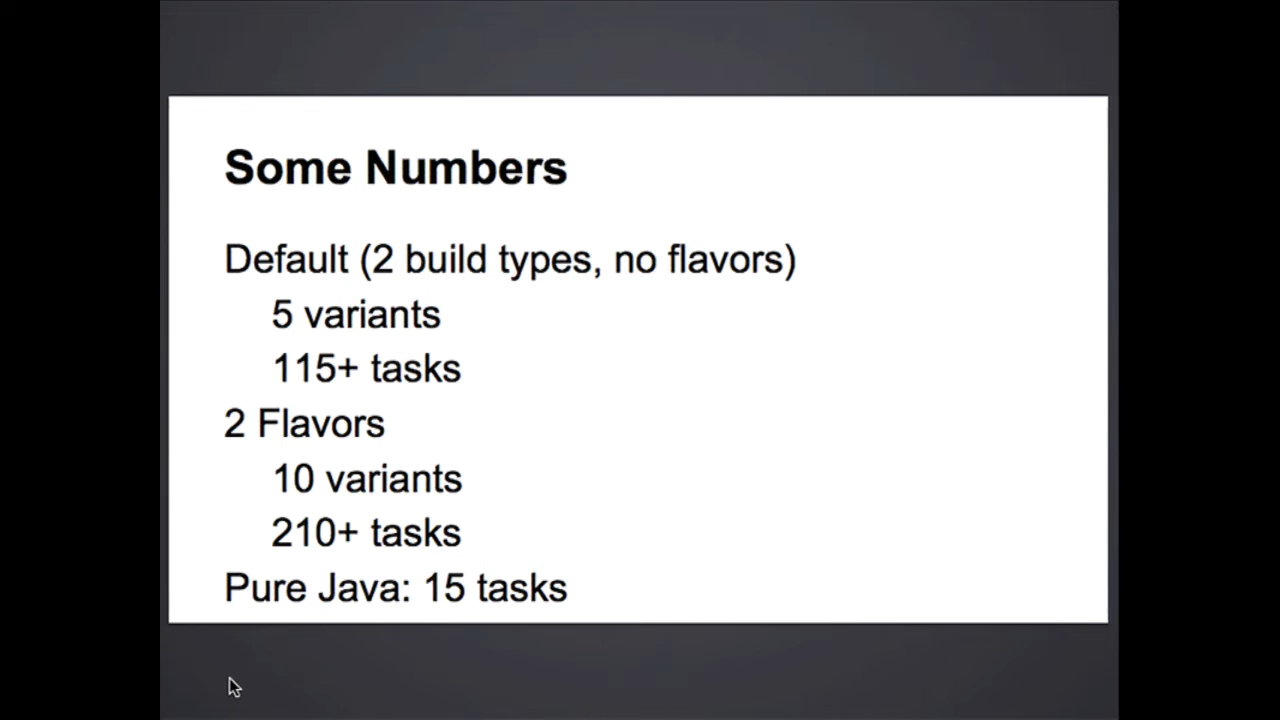 Some Numbers
Default (2 build types, no flavors)
5 variants
115+ tasks
2 Flavors
10 variants
210+ tasks
Pure Java: 15 tasks